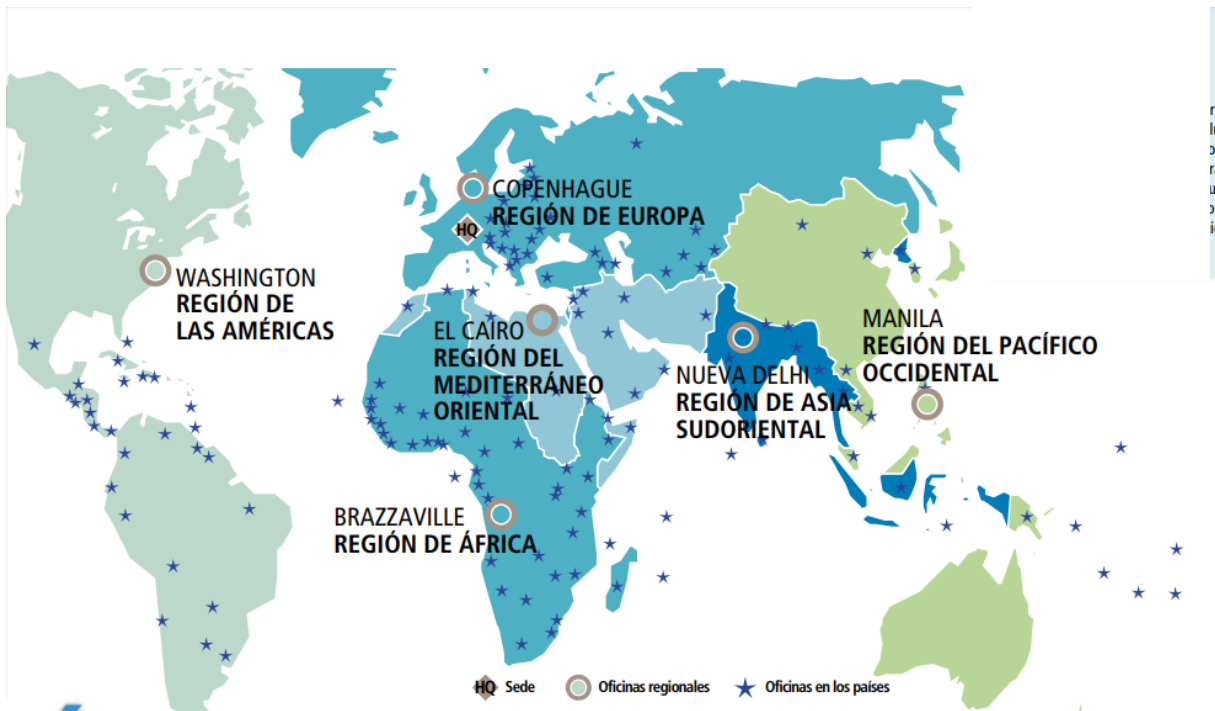 COPENHAGUE
REGIÓN DE EUROPA
HQ
WASHINGTON
REGIÓN DE
LAS AMÉRICAS
EL CAÍRO
REGIÓN DEL
MEDITERRÁNEO
ORIENTAL
MANILA
REGIÓN DEL PACÍFICO
OCCIDENTAL
NUEVA DELHI
REGIÓN DE ASIA
SUDORIENTAL
BRAZZAVILLE
REGIÓN DE ÁFRICA
HQ Sede Oficinas regionales Oficinas en los países